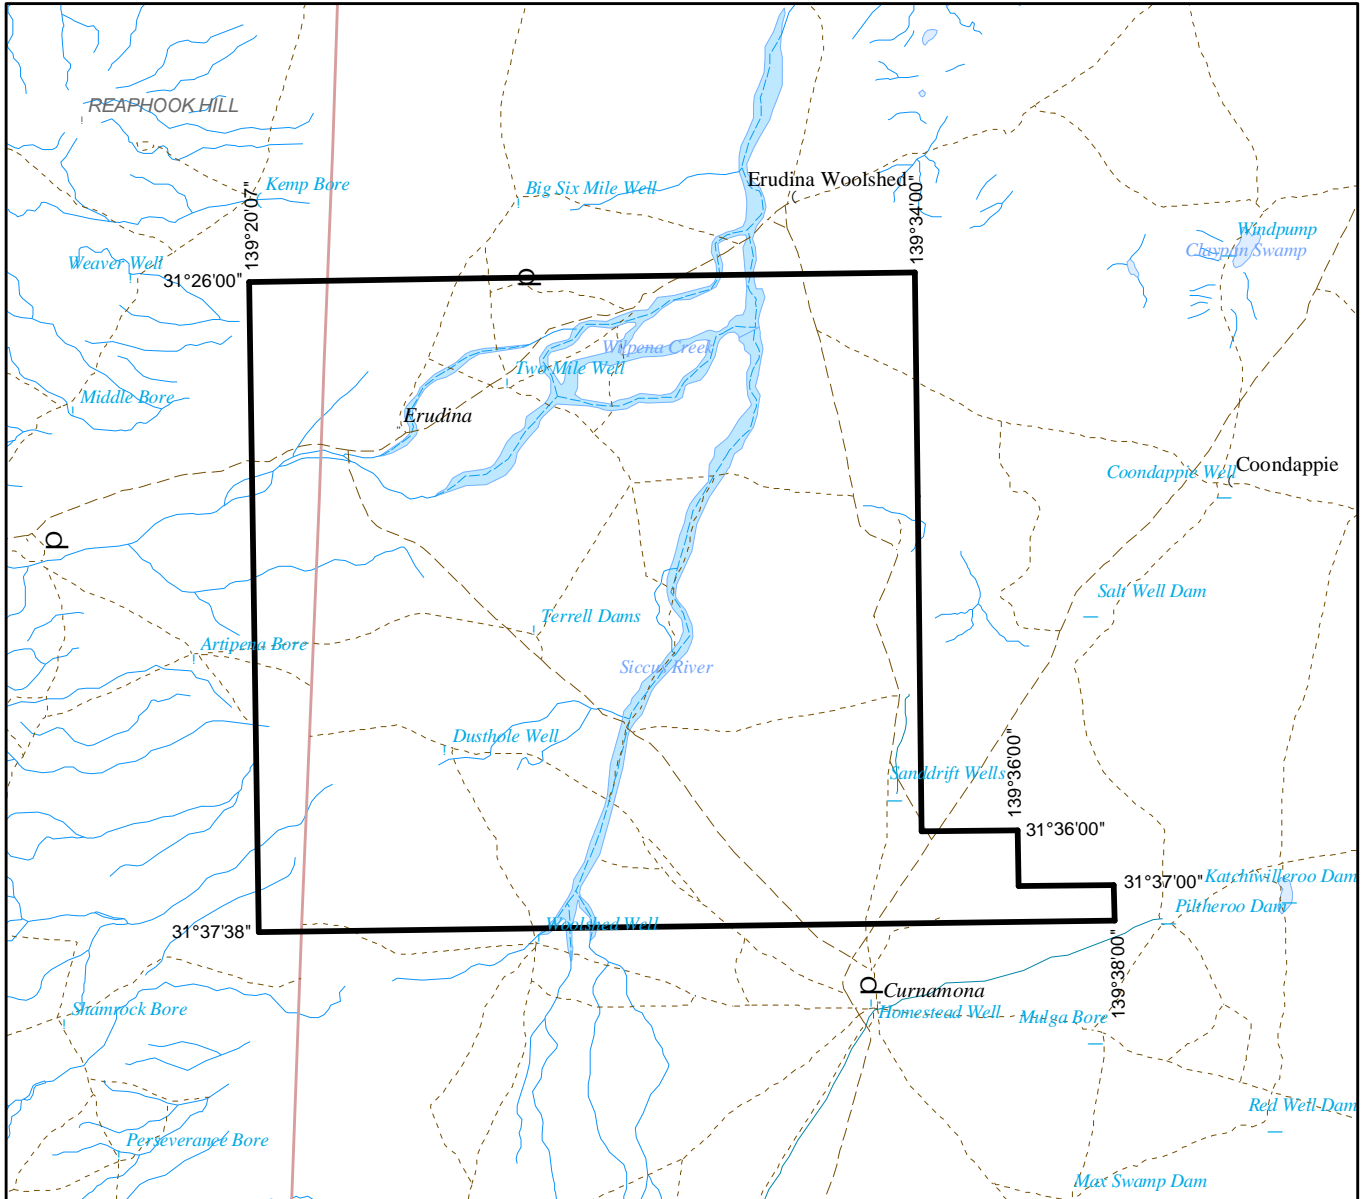 REAPHOOK HILL
Kemp Bore
Big Six Mile Well
Erudina Woolshed
139°20'07"
139°34'00"
Windpump
Claypan Swamp
Weaver Well
31°26'00"
p
Wilpena Creek
Two Mile Well
Middle Bore
Erudina
Coondappie Well
Coondappie
p
Salt Well Dam
Terrell Dams
Artipena Bore
Siccus River
Dusthole Well
139°36'00"
Sanddrift Wells
31°36'00"
31°37'00"
Katchiwilleroo Dam
Piltheroo Dam
Woolshed Well
31°37'38"
139°38'00"
p
Curnamona
Shamrock Bore
Homestead Well
Mulga Bore
Red Well Dam
Perseverance Bore
Max Swamp Dam